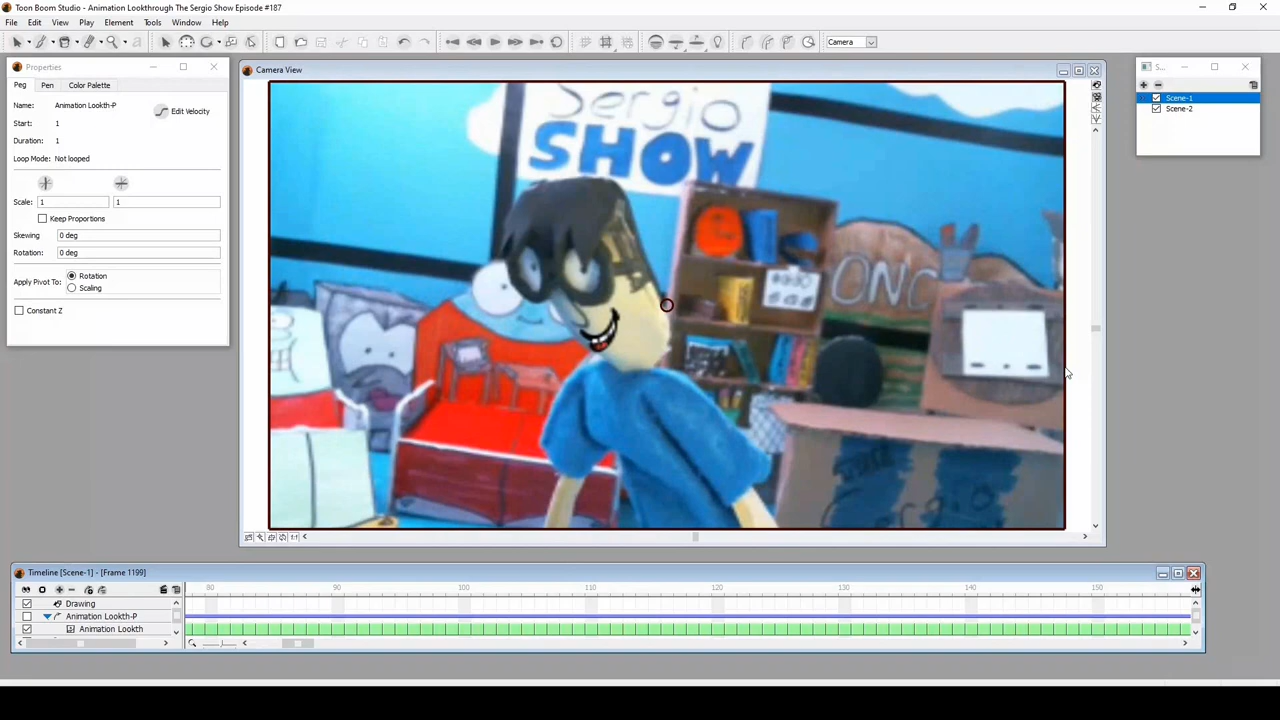 Toon Boom Studio - Animation Lookthrough The Sergio Show Episode #187
File Edit View Play Element Tools Window Help
Camera
Properties
Peg Pen Color Palette
Name: Animation Lookth-P
Edit Velocity
Start: 1
Duration: 1
Loop Mode: Not looped
Scale: 1 1
Keep Proportions
Skewing 0 deg
Rotation: 0 deg
Apply Pivot To: Rotation
Scaling
Constant Z
Camera View
Sergio
SHOW
Sergio
1:1
S...
Scene-1
Scene-2
Timeline [Scene-1] - [Frame 1199]
80 90 100 110 120 130 140 150
Drawing
Animation Lookth-P
Animation Lookth